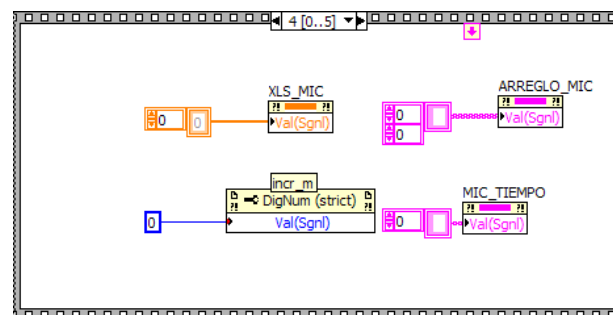 4 [0..5]
XLS_MIC
ARREGLO_MIC
?! ?!
?! ?!
0
0
Val(Sgnl)
0
0
Val(Sgnl)
incr_m
DigNum (strict)
?! ?!
MIC_TIEMPO
?! ?!
0
Val(Sgnl)
0
Val(Sgnl)